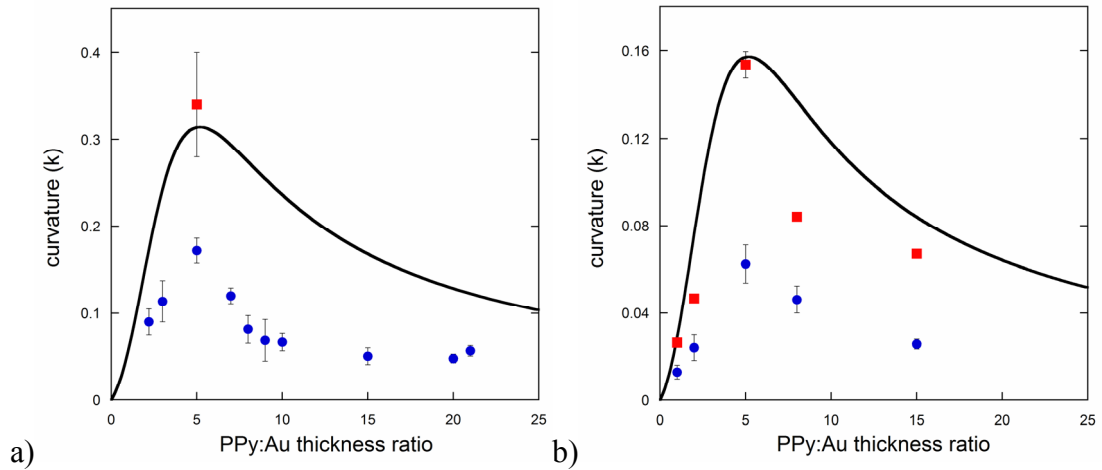 0.4
0.3
0.2
0.1
0
curvature (k)
0 5 10 15 20 25
PPy:Au thickness ratio
a)
0.16
0.12
0.08
0.04
0
curvature (k)
0 5 10 15 20 25
PPy:Au thickness ratio
b)